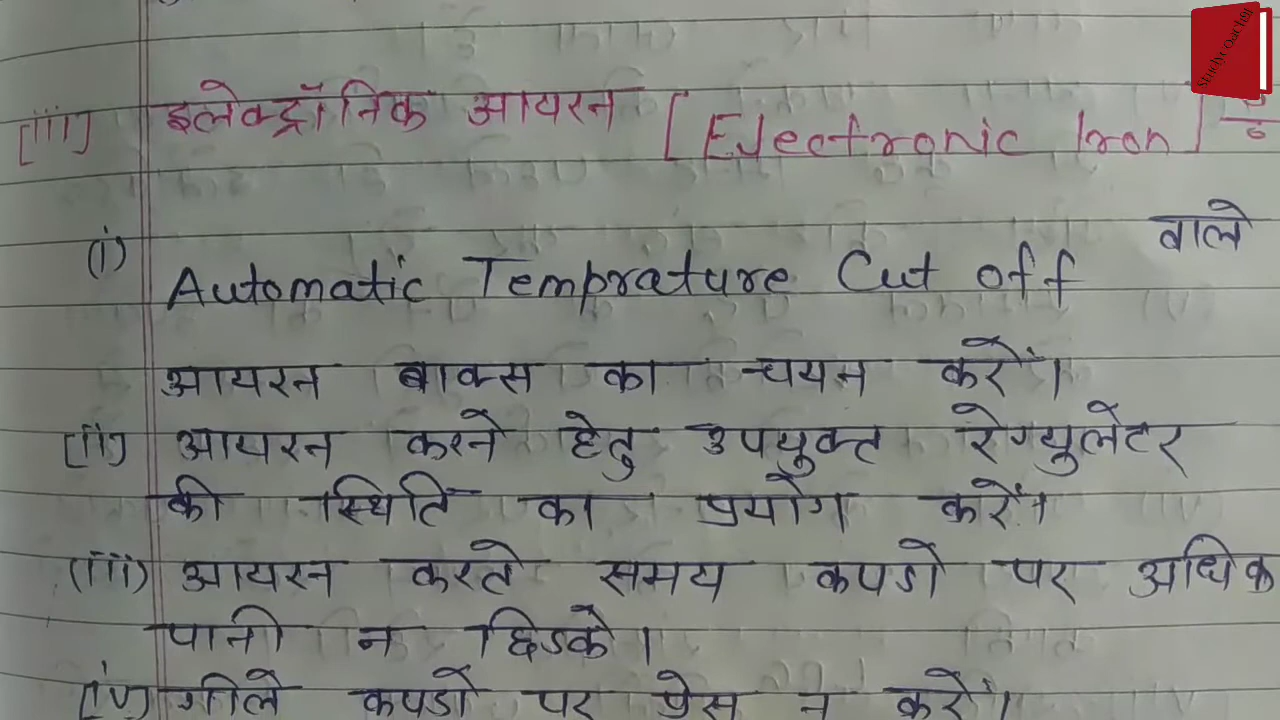 [iii] इलेक्ट्रॉनिक आयरन [Electronic Iron]
(i) Automatic Temprature Cut off वाले
आयरन बाक्स का चयन करें।
[ii] आयरन करने हेतु उपयुक्त रेग्युलेटर
की स्थिति का प्रयोग करें।
(iii) आयरन करते समय कपडो पर अधिक
पानी न छिडके।
[iv] गीले कपडो पर प्रेस न करें।